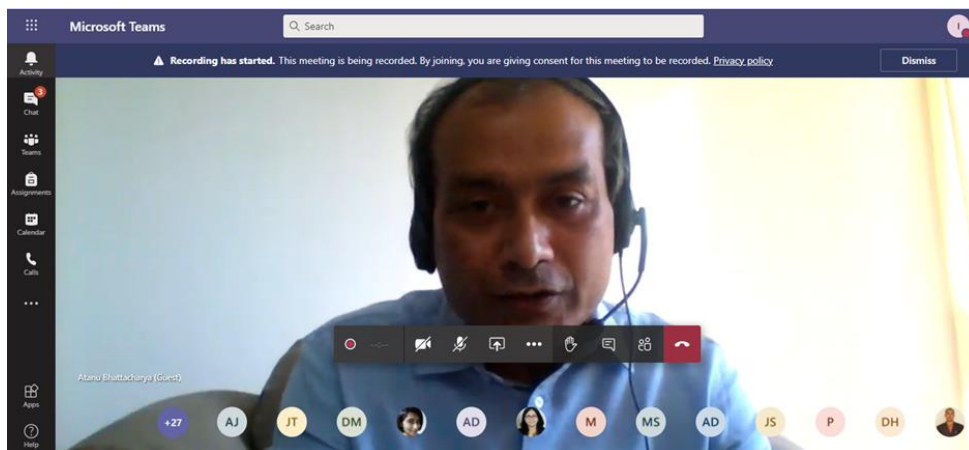 Microsoft Teams
Search
I
Recording has started. This meeting is being recorded. By joining, you are giving consent for this meeting to be recorded. Privacy policy
Dismiss
Activity
3
Chat
Teams
Assignments
Calendar
Calls
--:--
Atanu Bhattacharya (Guest)
Apps
Help
+27
AJ
JT
DM
AD
M
MS
AD
JS
P
DH